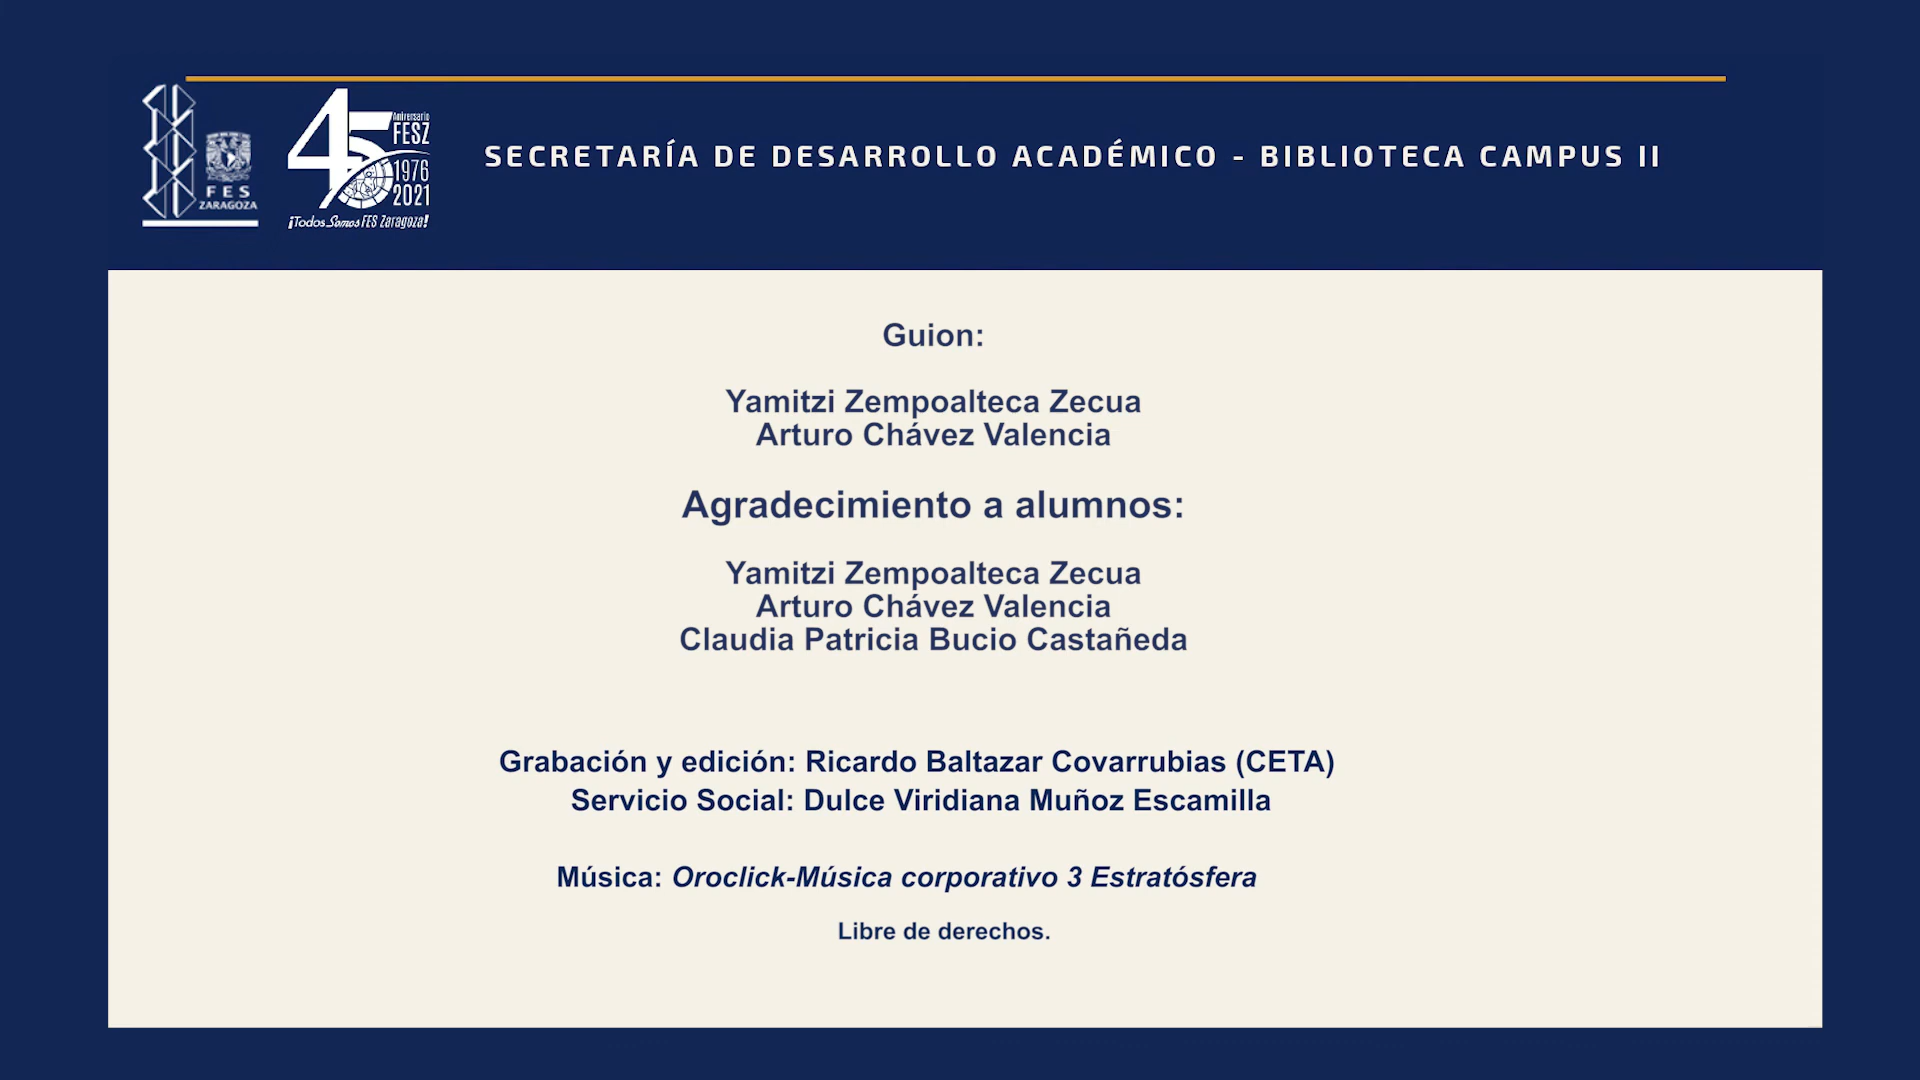 FES
ZARAGOZA
45
Aniversario
FESZ
1976
2021
¡Todos Somos FES Zaragoza!
SECRETARÍA DE DESARROLLO ACADÉMICO - BIBLIOTECA CAMPUS II
Guion:
Yamitzi Zempoalteca Zecua
Arturo Chávez Valencia
Agradecimiento a alumnos:
Yamitzi Zempoalteca Zecua
Arturo Chávez Valencia
Claudia Patricia Bucio Castañeda
Grabación y edición: Ricardo Baltazar Covarrubias (CETA)
Servicio Social: Dulce Viridiana Muñoz Escamilla
Música: Oroclick-Música corporativo 3 Estratósfera
Libre de derechos.